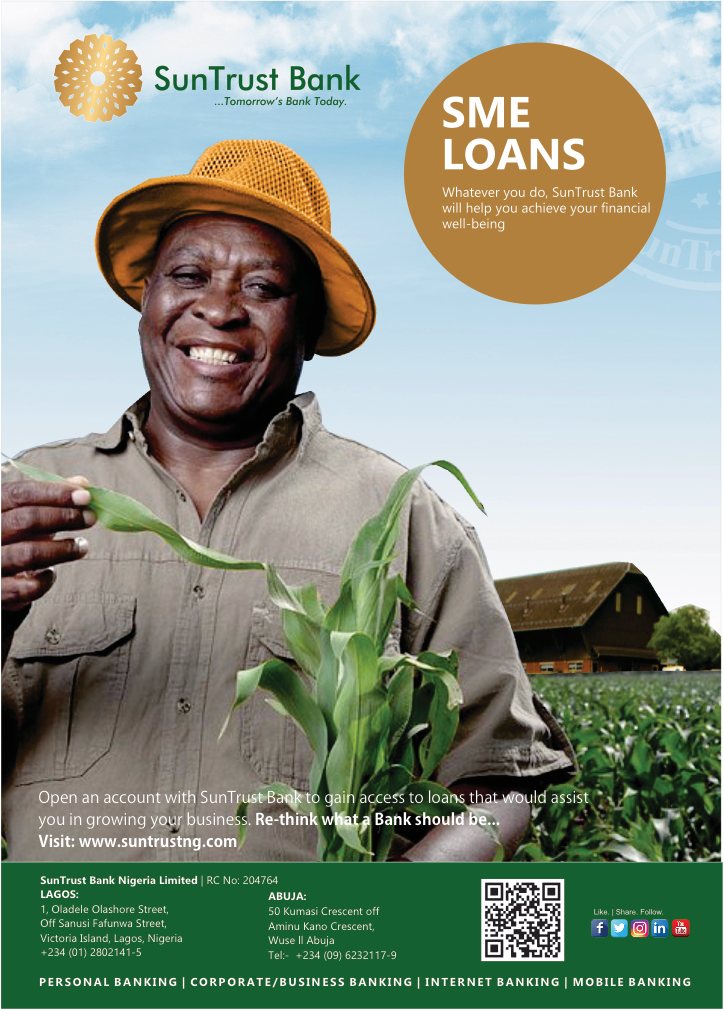 SunTrust Bank
...Tomorrow's Bank Today.
SME
LOANS
Whatever you do, SunTrust Bank
will help you achieve your financial
well-being
Open an account with SunTrust Bank to gain access to loans that would assist
you in growing your business. Re-think what a Bank should be...
Visit: www.suntrustng.com
SunTrust Bank Nigeria Limited | RC No: 204764
LAGOS:
1, Oladele Olashore Street,
Off Sanusi Fafunwa Street,
Victoria Island, Lagos, Nigeria
+234 (01) 2802141-5
ABUJA:
50 Kumasi Crescent off
Aminu Kano Crescent,
Wuse II Abuja
Tel:- +234 (09) 6232117-9
Like. | Share. Follow.
PERSONAL BANKING | CORPORATE/BUSINESS BANKING | INTERNET BANKING | MOBILE BANKING